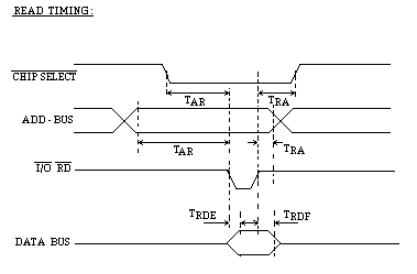 READ TIMING:
CHIP SELECT
TAR
TRA
ADD-BUS
TAR
TRA
I/O RD
TRDE
TRDF
DATA BUS